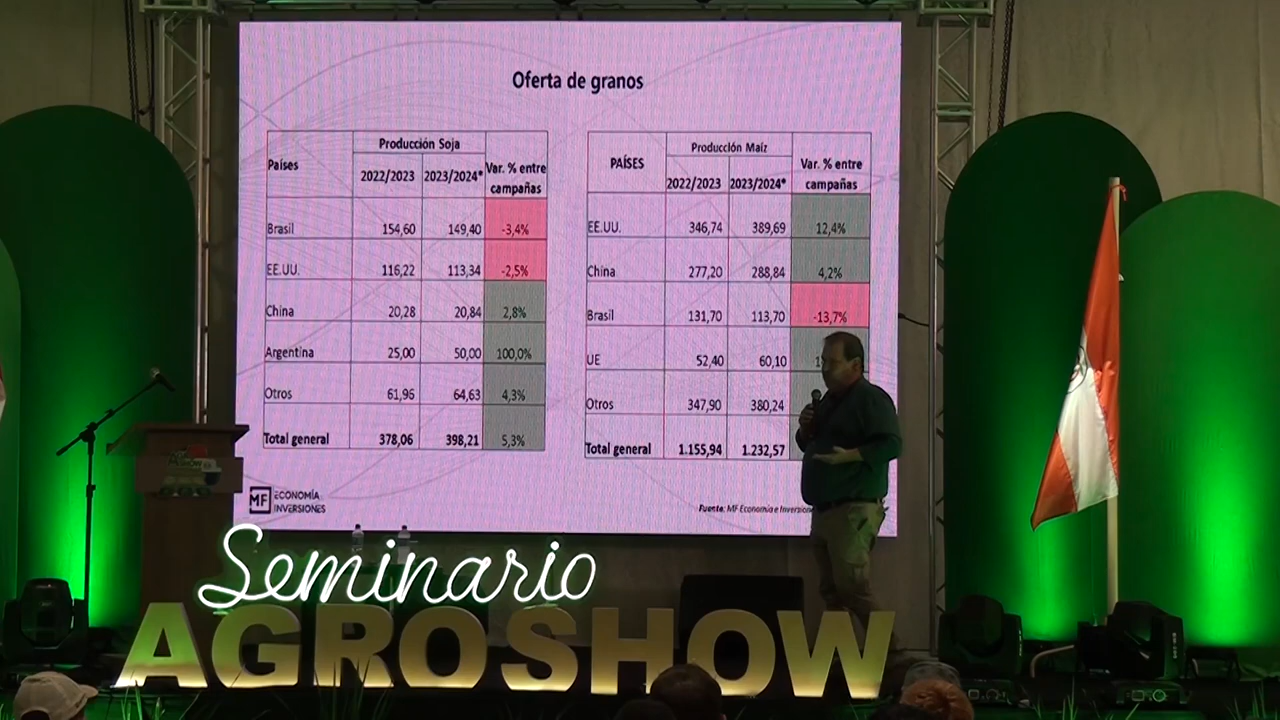 Oferta de granos
Países
Producción Soja
Var. % entre campañas
2022/2023 2023/2024*
Brasil 154,60 149,40 -3,4%
EE.UU. 116,22 113,34 -2,5%
China 20,28 20,84 2,8%
Argentina 25,00 50,00 100,0%
Otros 61,96 64,63 4,3%
Total general 378,06 398,21 5,3%
PAÍSES
Producción Maíz
Var. % entre campañas
2022/2023 2023/2024*
EE.UU. 346,74 389,69 12,4%
China 277,20 288,84 4,2%
Brasil 131,70 113,70 -13,7%
UE 52,40 60,10
Otros 347,90 380,24
Total general 1.155,94 1.232,57
MF ECONOMÍA
INVERSIONES
Fuente: MF Economía e
Seminario
AGROSHOW